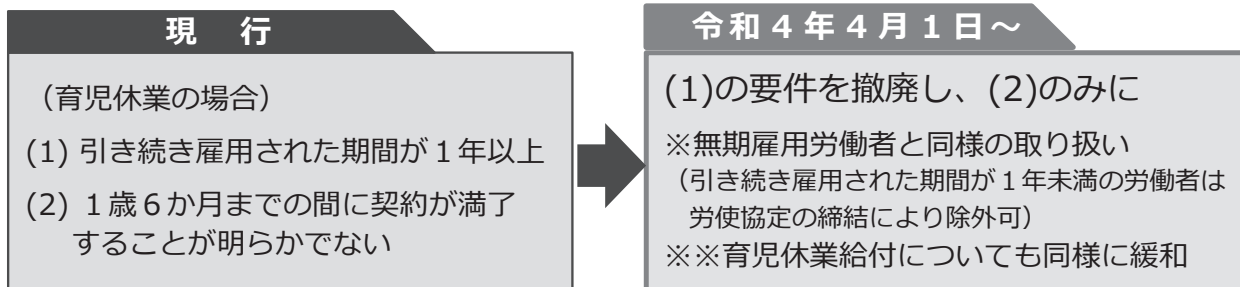 現 行
（育児休業の場合）
(1) 引き続き雇用された期間が１年以上
(2) １歳６か月までの間に契約が満了
することが明らかでない
令和４年４月１日～
(1)の要件を撤廃し、(2)のみに
※無期雇用労働者と同様の取り扱い
（引き続き雇用された期間が１年未満の労働者は
労使協定の締結により除外可）
※※育児休業給付についても同様に緩和